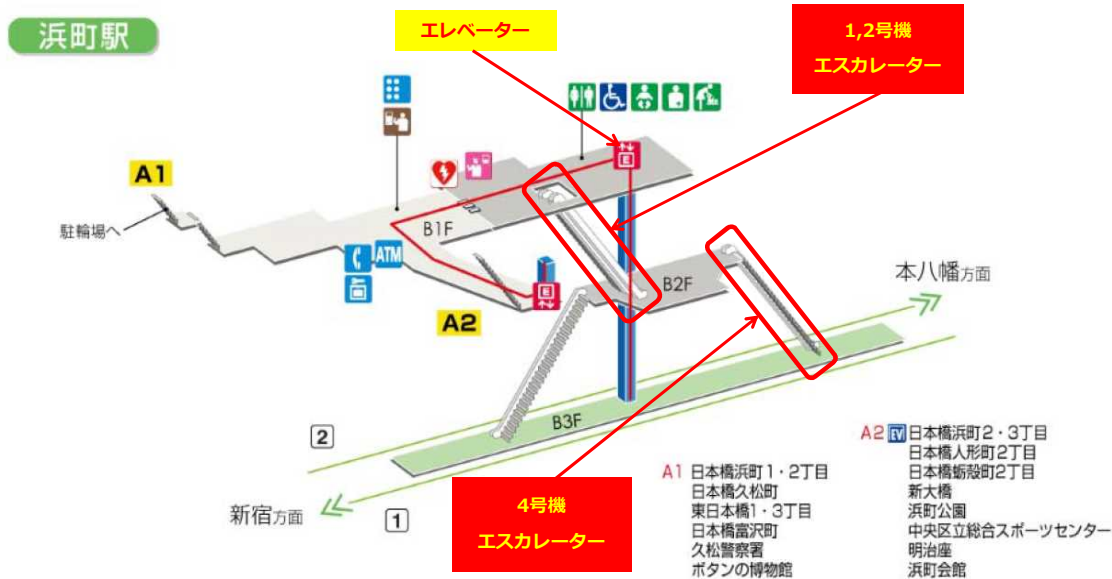 浜町駅
エレベーター
1,2号機
エスカレーター
A1
駐輪場へ
B1F
ATM
E
E
A2
B2F
本八幡方面
B3F
2
新宿方面
1
4号機
エスカレーター
A1 日本橋浜町1・2丁目
日本橋久松町
東日本橋1・3丁目
日本橋富沢町
久松警察署
ボタンの博物館
A2 EV 日本橋浜町2・3丁目
日本橋人形町2丁目
日本橋蛎殻町2丁目
新大橋
浜町公園
中央区立総合スポーツセンター
明治座
浜町会館